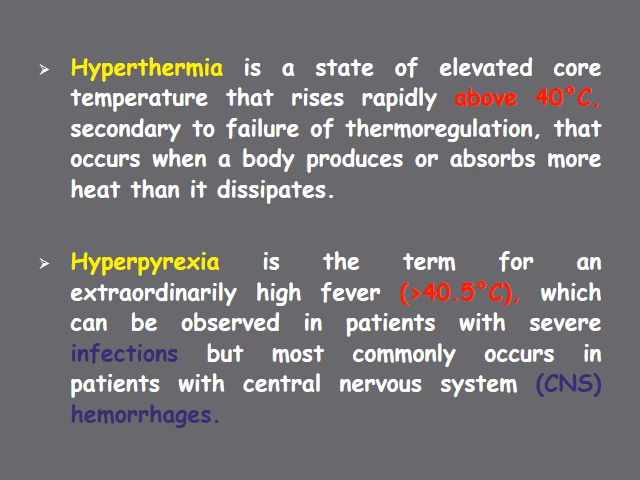 ➢ Hyperthermia is a state of elevated core
temperature that rises rapidly above 40°C,
secondary to failure of thermoregulation, that
occurs when a body produces or absorbs more
heat than it dissipates.
➢ Hyperpyrexia is the term for an
extraordinarily high fever (>40.5°C), which
can be observed in patients with severe
infections but most commonly occurs in
patients with central nervous system (CNS)
hemorrhages.